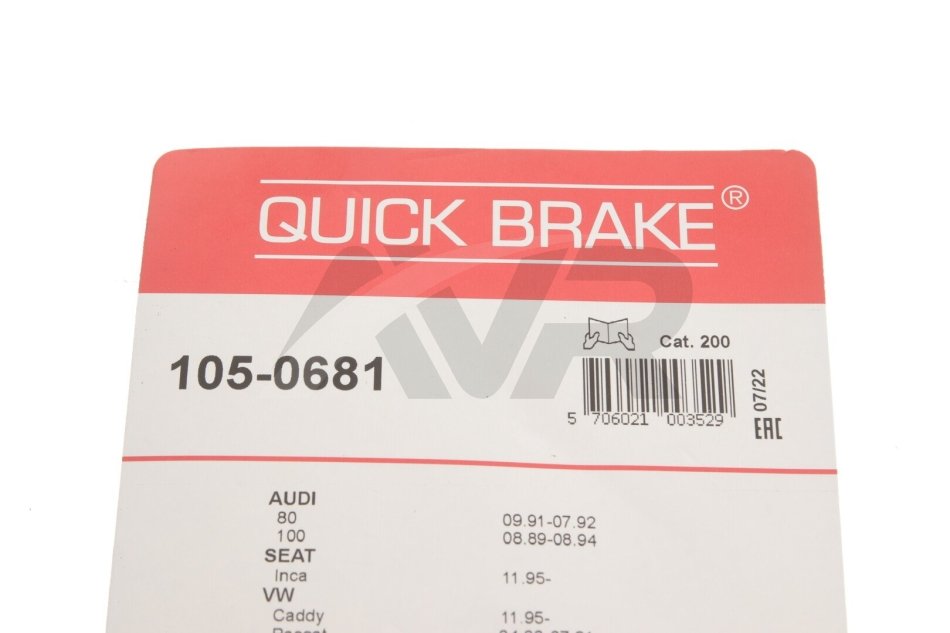 QUICK BRAKE®
KVR
Cat. 200
105-0681
07/22
5 706021 003529
EAC
AUDI
80 09.91-07.92
100 08.89-08.94
SEAT
Inca 11.95-
VW
Caddy 11.95-